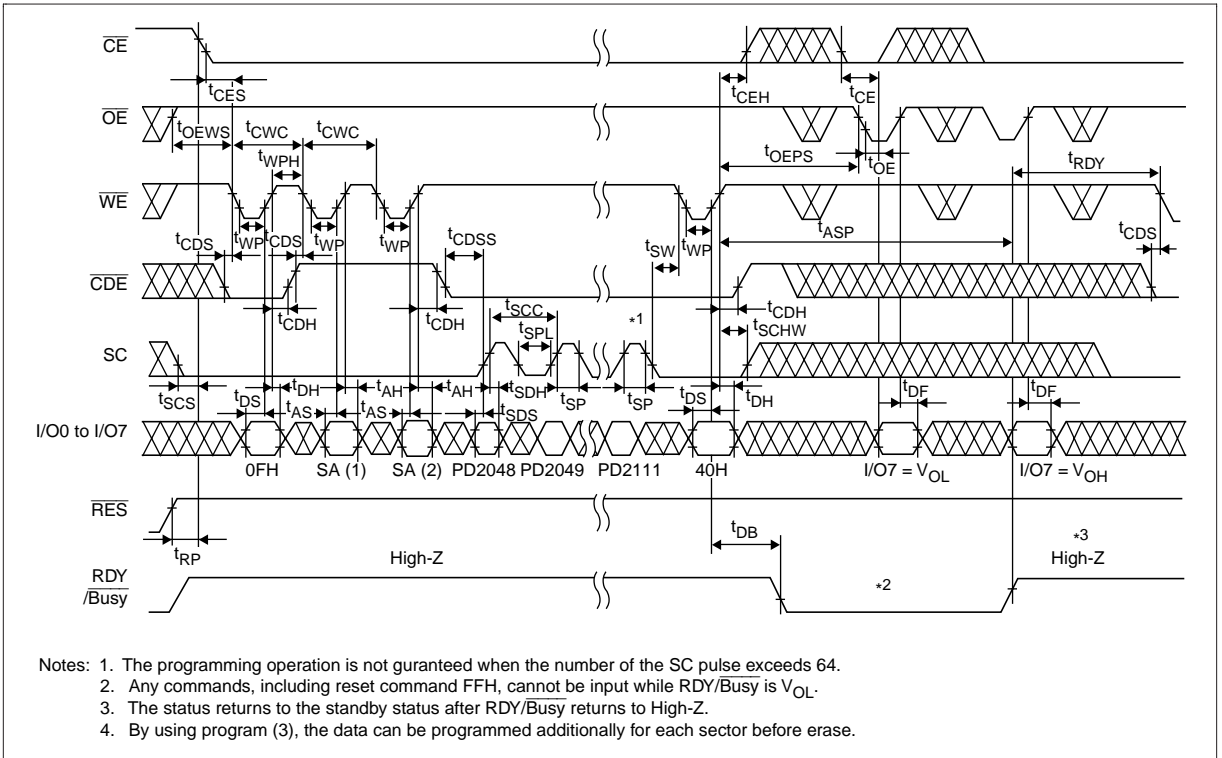 CE
tCES
tCEH
tCE
OE
tOEWS
tCWC
tCWC
tWPH
tOEPS
tOE
tRDY
WE
tCDS
tWP
tCDS
tWP
tWP
tCDSS
tSW
tWP
tASP
tCDS
CDE
tCDH
tCDH
tSCC
tSPL
*1
tCDH
tSCHW
SC
tSCS
tDS
tDH
tAS
tAH
tAS
tAH
tSDH
tSDS
tSP
tSP
tDS
tDH
tDF
tDF
I/O0 to I/O7
0FH
SA (1)
SA (2)
PD2048
PD2049
PD2111
40H
I/O7 = VOL
I/O7 = VOH
RES
tRP
tDB
High-Z
*3
High-Z
RDY
/Busy
*2
Notes: 1. The programming operation is not guranteed when the number of the SC pulse exceeds 64.
2. Any commands, including reset command FFH, cannot be input while RDY/Busy is VOL.
3. The status returns to the standby status after RDY/Busy returns to High-Z.
4. By using program (3), the data can be programmed additionally for each sector before erase.